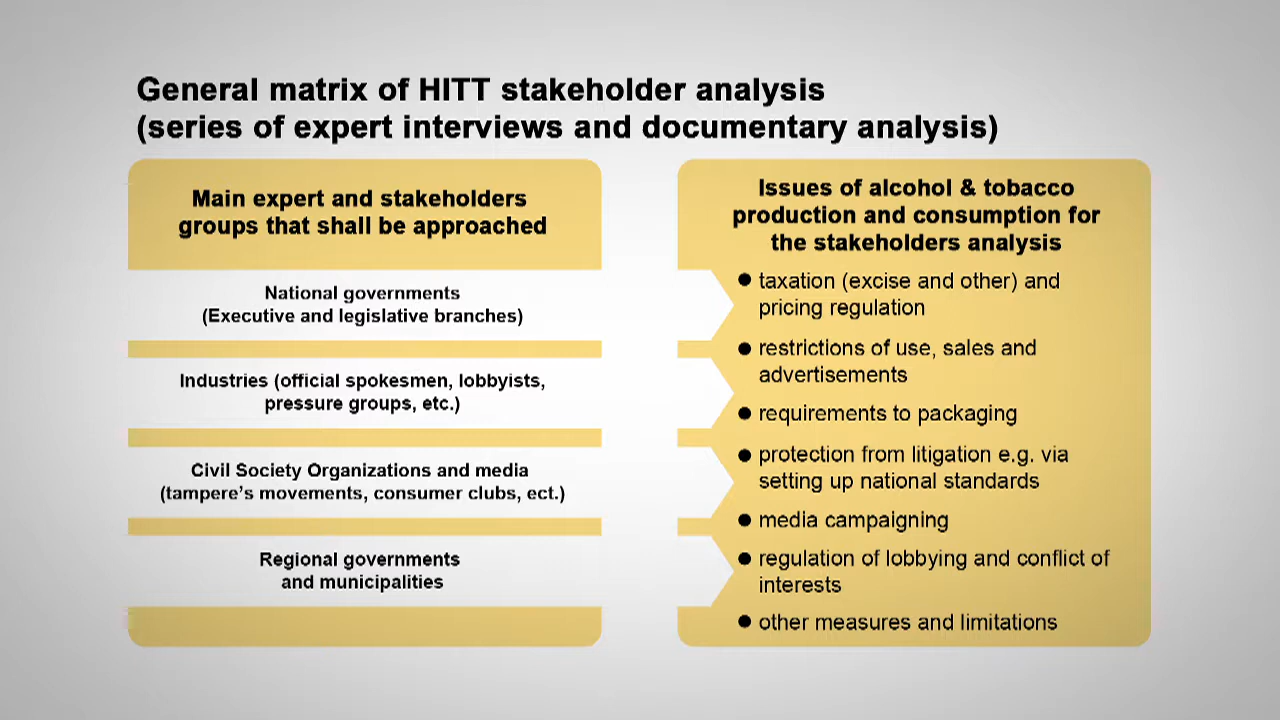 General matrix of HITT stakeholder analysis
(series of expert interviews and documentary analysis)
Main expert and stakeholders
groups that shall be approached
National governments
(Executive and legislative branches)
Industries (official spokesmen, lobbyists,
pressure groups, etc.)
Civil Society Organizations and media
(tampere's movements, consumer clubs, ect.)
Regional governments
and municipalities
Issues of alcohol & tobacco
production and consumption for
the stakeholders analysis
● taxation (excise and other) and
pricing regulation
● restrictions of use, sales and
advertisements
● requirements to packaging
● protection from litigation e.g. via
setting up national standards
● media campaigning
● regulation of lobbying and conflict of
interests
● other measures and limitations